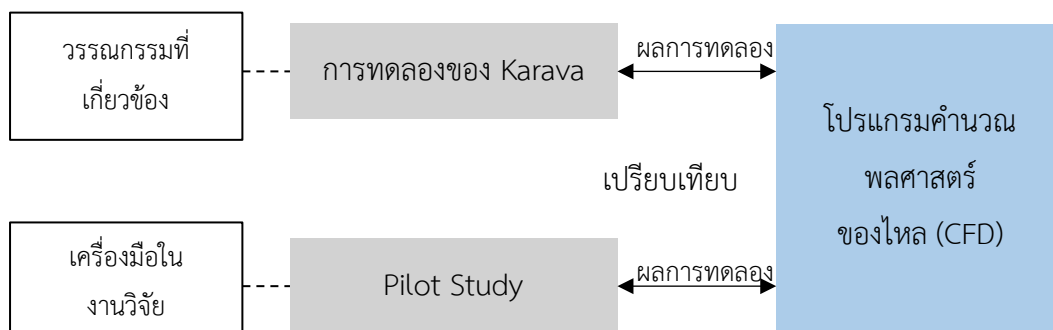 วรรณกรรมที่
เกี่ยวข้อง
การทดลองของ Karava
ผลการทดลอง
โปรแกรมคำนวณ
พลศาสตร์
ของไหล (CFD)
เปรียบเทียบ
เครื่องมือใน
งานวิจัย
Pilot Study
ผลการทดลอง